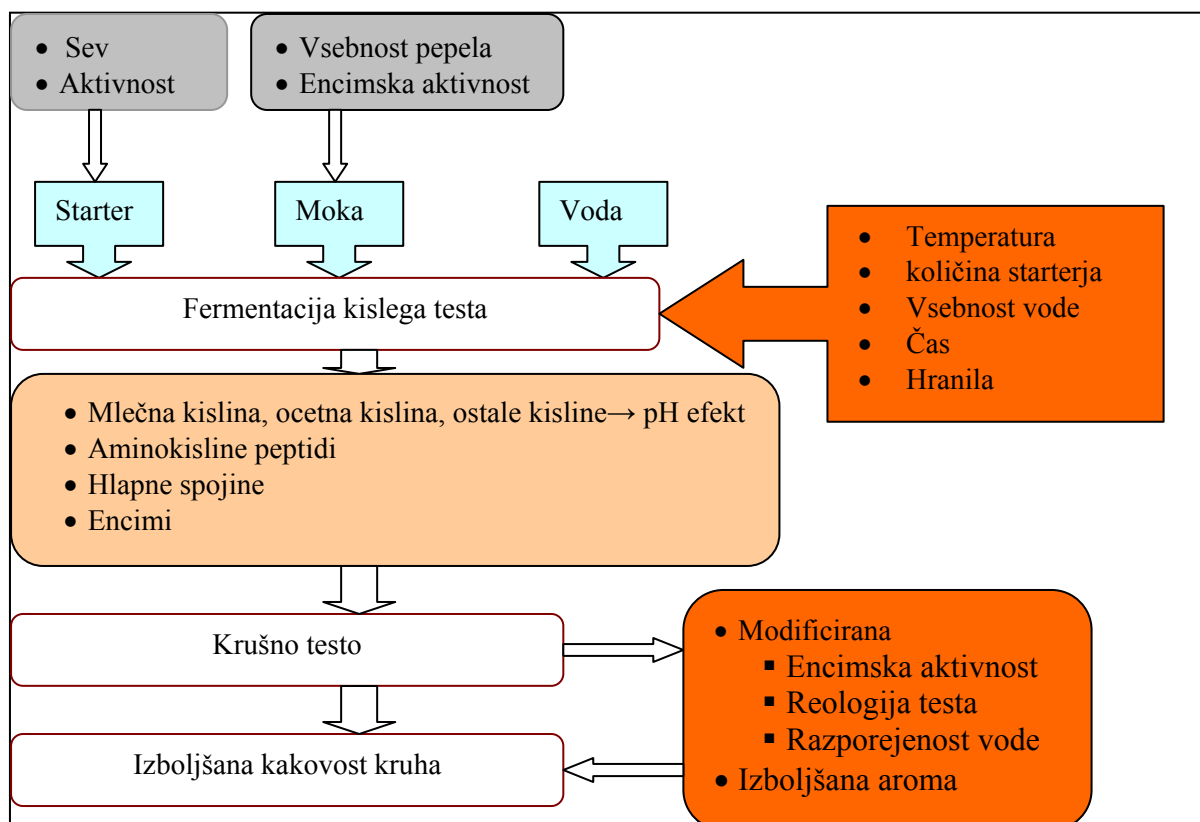 • Sev
• Aktivnost
• Vsebnost pepela
• Encimska aktivnost
Starter
Moka
Voda
Fermentacija kislega testa
• Temperatura
• količina starterja
• Vsebnost vode
• Čas
• Hranila
• Mlečna kislina, ocetna kislina, ostale kisline→ pH efekt
• Aminokisline peptidi
• Hlapne spojine
• Encimi
Krušno testo
• Modificirana
▪ Encimska aktivnost
▪ Reologija testa
▪ Razporejenost vode
• Izboljšana aroma
Izboljšana kakovost kruha